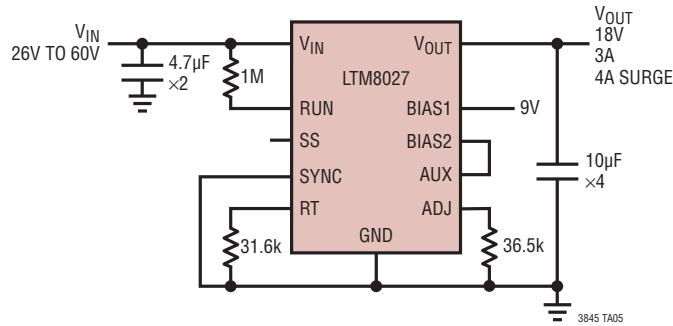 VIN
26V TO 60V
4.7µF
×2
1M
VIN
RUN
SS
SYNC
RT
31.6k
LTM8027
GND
VOUT
BIAS1
BIAS2
AUX
ADJ
9V
36.5k
VOUT
18V
3A
4A SURGE
10µF
×4
3845 TA05